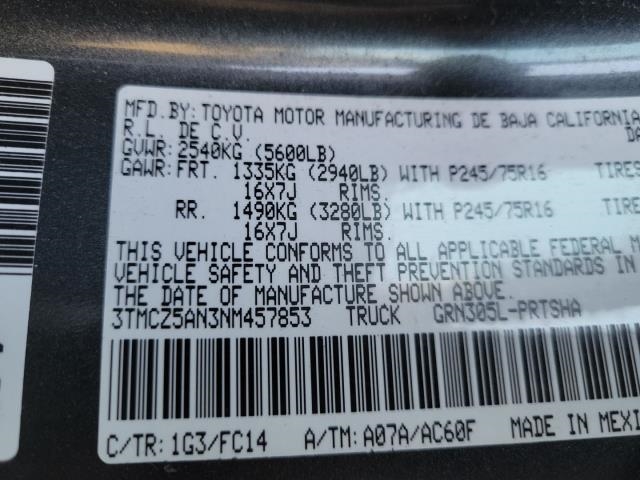 MFD.BY:TOYOTA MOTOR MANUFACTURING DE BAJA CALIFORNIA
R.L. DE C.V.
GVWR:2540KG (5600LB)
GAWR:FRT. 1335KG (2940LB) WITH P245/75R16 TIRES
16X7J RIMS.
RR. 1490KG (3280LB) WITH P245/75R16 TIRE
16X7J RIMS.
THIS VEHICLE CONFORMS TO ALL APPLICABLE FEDERAL M
VEHICLE SAFETY AND THEFT PREVENTION STANDARDS IN
THE DATE OF MANUFACTURE SHOWN ABOVE.
3TMCZ5AN3NM457853 TRUCK GRN305L-PRTSHA
C/TR:1G3/FC14 A/TM:A07A/AC60F MADE IN MEXI